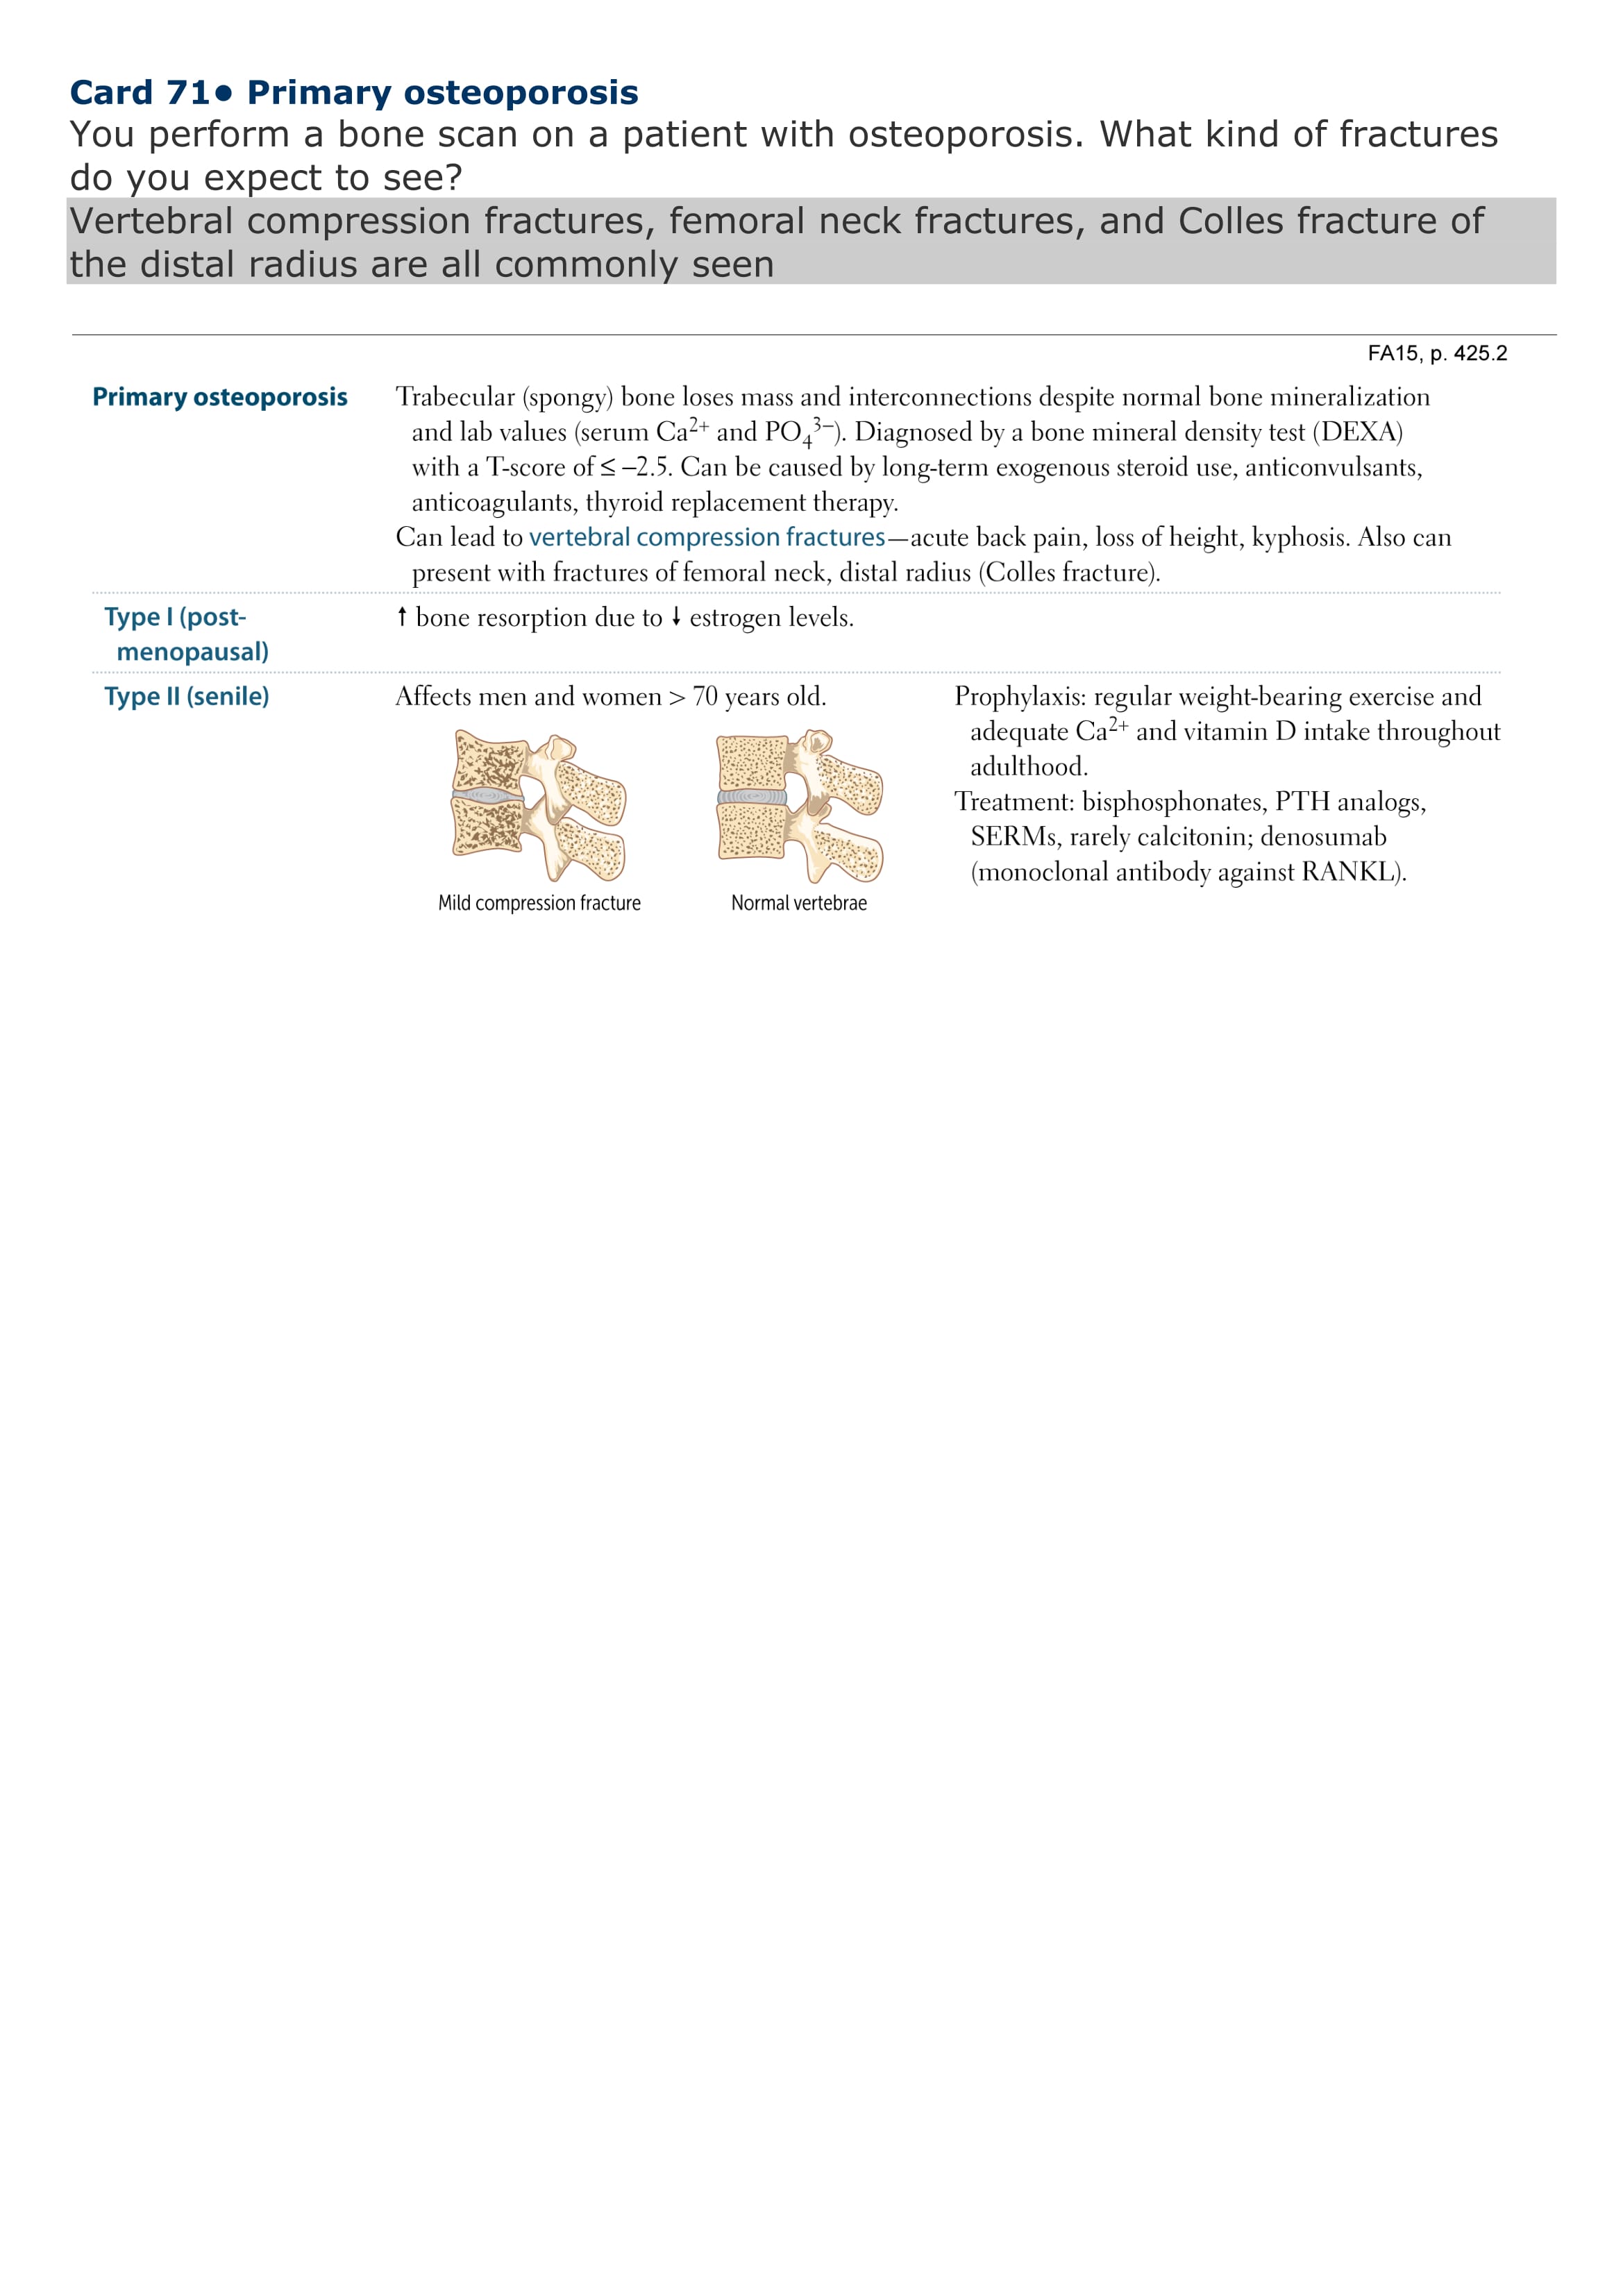 Card 71● Primary osteoporosis
You perform a bone scan on a patient with osteoporosis. What kind of fractures
do you expect to see?
Vertebral compression fractures, femoral neck fractures, and Colles fracture of
the distal radius are all commonly seen
FA15, p. 425.2
Primary osteoporosis
Trabecular (spongy) bone loses mass and interconnections despite normal bone mineralization
and lab values (serum Ca²⁺ and PO₄³⁻). Diagnosed by a bone mineral density test (DEXA)
with a T-score of ≤ –2.5. Can be caused by long-term exogenous steroid use, anticonvulsants,
anticoagulants, thyroid replacement therapy.
Can lead to vertebral compression fractures—acute back pain, loss of height, kyphosis. Also can
present with fractures of femoral neck, distal radius (Colles fracture).
Type I (post-
menopausal)
↑ bone resorption due to ↓ estrogen levels.
Type II (senile)
Affects men and women > 70 years old.
Mild compression fracture
Normal vertebrae
Prophylaxis: regular weight-bearing exercise and
adequate Ca²⁺ and vitamin D intake throughout
adulthood.
Treatment: bisphosphonates, PTH analogs,
SERMs, rarely calcitonin; denosumab
(monoclonal antibody against RANKL).